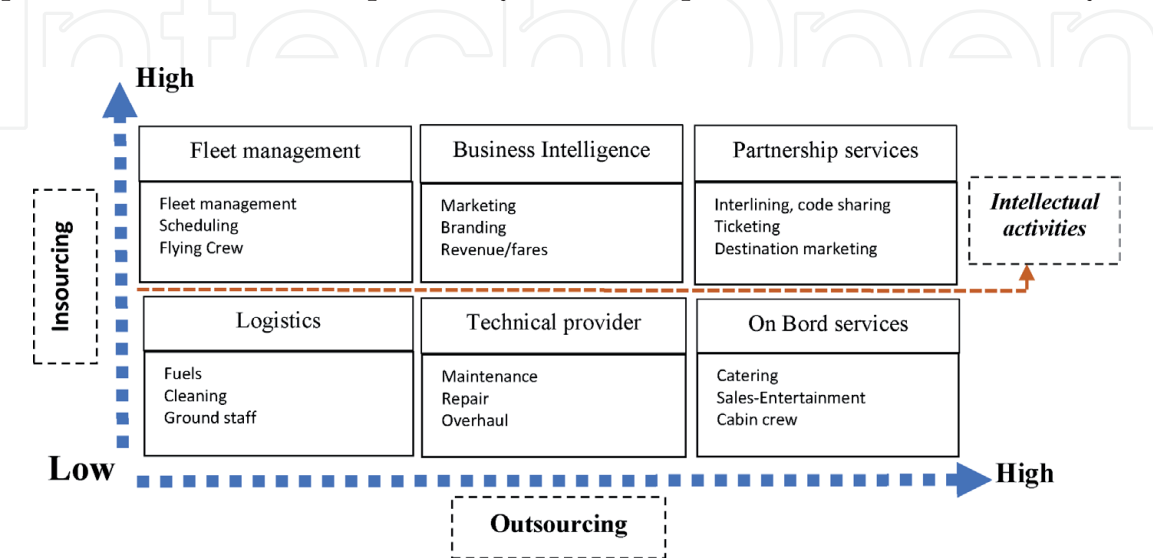 IntechOpen
High
Fleet management
Business Intelligence
Partnership services
Fleet management
Scheduling
Flying Crew
Marketing
Branding
Revenue/fares
Interlining, code sharing
Ticketing
Destination marketing
Intellectual
activities
Insourcing
Logistics
Technical provider
On Bord services
Fuels
Cleaning
Ground staff
Maintenance
Repair
Overhaul
Catering
Sales-Entertainment
Cabin crew
Low
High
Outsourcing